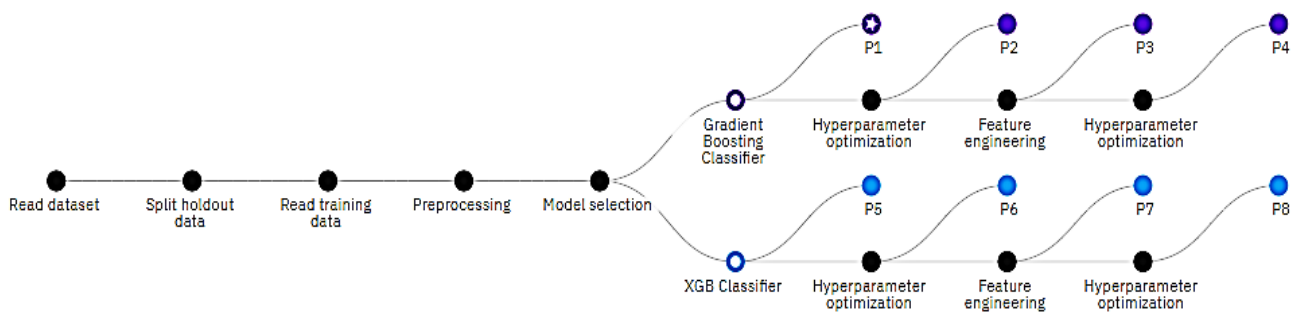 P1
P2
P3
P4
Gradient
Boosting
Classifier
Hyperparameter
optimization
Feature
engineering
Hyperparameter
optimization
Read dataset
Split holdout
data
Read training
data
Preprocessing
Model selection
P5
P6
P7
P8
XGB Classifier
Hyperparameter
optimization
Feature
engineering
Hyperparameter
optimization